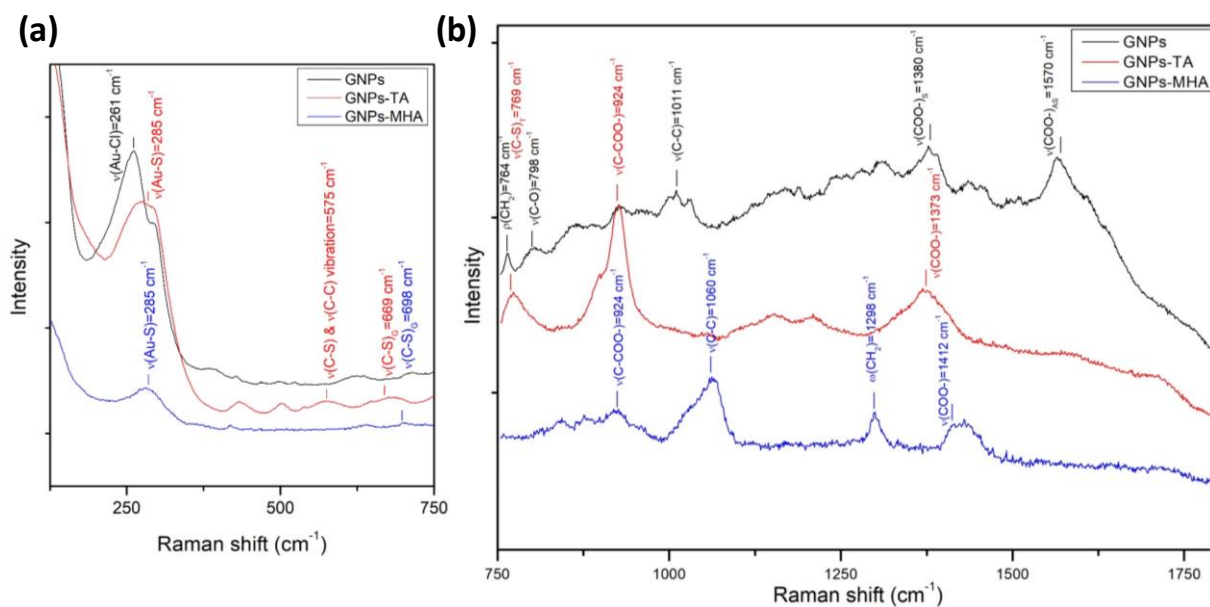 (a)
GNPs
GNPs-TA
GNPs-MHA
ν(Au-Cl)=261 cm⁻¹
ν(Au-S)=285 cm⁻¹
ν(Au-S)=285 cm⁻¹
ν(C-S) & ν(C-C) vibration=575 cm⁻¹
ν(C-S)G=669 cm⁻¹
ν(C-S)G=698 cm⁻¹
Intensity
250
500
750
Raman shift (cm⁻¹)
(b)
GNPs
GNPs-TA
GNPs-MHA
ρ(CH₂)=764 cm⁻¹
ν(C-S)T=769 cm⁻¹
ν(C-O)=798 cm⁻¹
ν(C-COO-)=924 cm⁻¹
ν(C-C)=1011 cm⁻¹
ν(COO-)S=1380 cm⁻¹
ν(COO-)AS=1570 cm⁻¹
ν(COO-)=1373 cm⁻¹
ν(C-COO-)=924 cm⁻¹
ν(C-C)=1060 cm⁻¹
ω(CH₂)=1298 cm⁻¹
ν(COO-)=1412 cm⁻¹
Intensity
750
1000
1250
1500
1750
Raman shift (cm⁻¹)